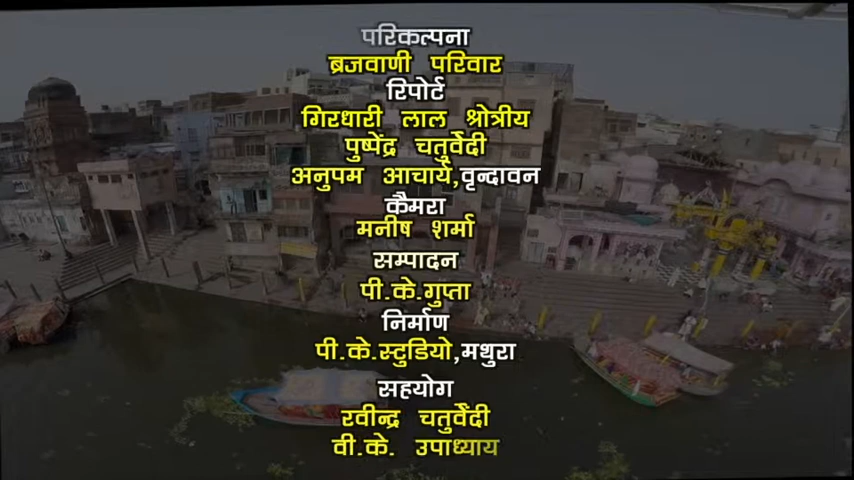 परिकल्पना
ब्रजवाणी परिवार
रिपोर्ट
गिरधारी लाल श्रोत्रीय
पुष्पेंद्र चतुर्वेदी
अनुपम आचार्य,वृन्दावन
कैमरा
मनीष शर्मा
सम्पादन
पी.के.गुप्ता
निर्माण
पी.के.स्टुडियो,मथुरा
सहयोग
रवीन्द्र चतुर्वेदी
वी.के. उपाध्याय